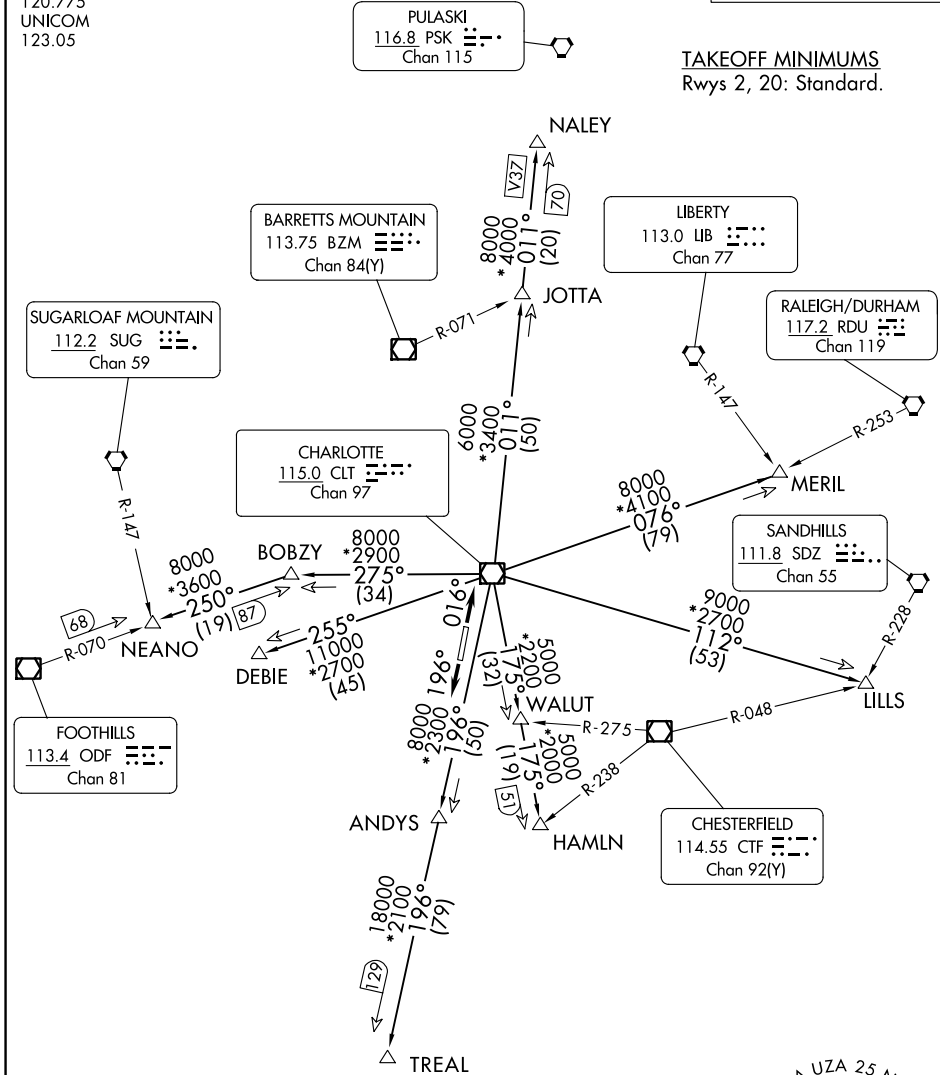 120.775
UNICOM
123.05
PULASKI
116.8 PSK
Chan 115
TAKEOFF MINIMUMS
Rwys 2, 20: Standard.
NALEY
V37
70
8000
*4000
011°
(20)
BARRETTS MOUNTAIN
113.75 BZM
Chan 84(Y)
LIBERTY
113.0 LIB
Chan 77
R-071
JOTTA
SUGARLOAF MOUNTAIN
112.2 SUG
Chan 59
RALEIGH/DURHAM
117.2 RDU
Chan 119
R-147
R-253
6000
*3400
011°
(50)
CHARLOTTE
115.0 CLT
Chan 97
R-147
MERIL
8000
*4100
076°
(79)
SANDHILLS
111.8 SDZ
Chan 55
BOBZY
8000
*2900
275°
(34)
8000
*3600
250°
(19)
87
68
R-070
NEANO
DEBIE
255°
11000
*2700
(45)
016°
196°
9000
*2700
112°
(53)
R-228
LILLS
5000
*2200
175°
(32)
WALUT
R-275
R-048
FOOTHILLS
113.4 ODF
Chan 81
8000
*2300
196°
(50)
5000
*2000
175°
(19)
51
R-238
ANDYS
HAMLN
CHESTERFIELD
114.55 CTF
Chan 92(Y)
18000
*2100
196°
(79)
129
TREAL
UZA 25